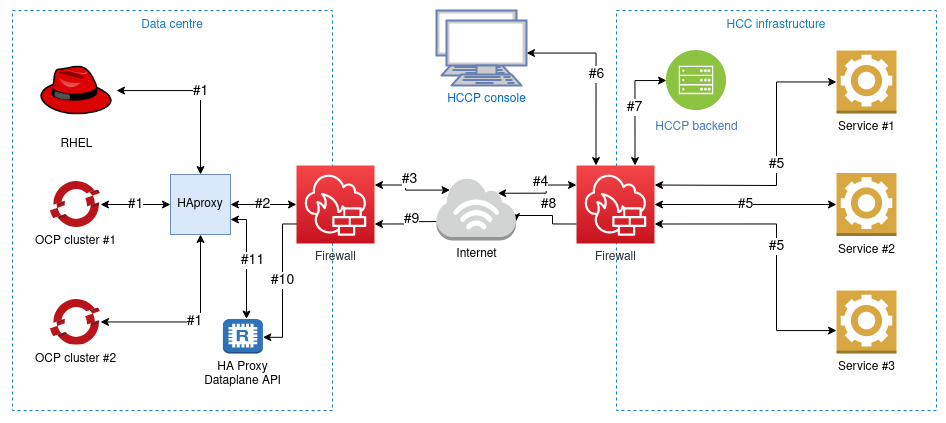 Data centre
HCC infrastructure
#1
#6
HCCP console
#7
HCCP backend
Service #1
RHEL
#5
#1
HAproxy
#2
#3
#4
#8
#9
#5
OCP cluster #1
Firewall
Internet
Firewall
Service #2
#11
#10
#5
#1
R
OCP cluster #2
HA Proxy
Dataplane API
Service #3